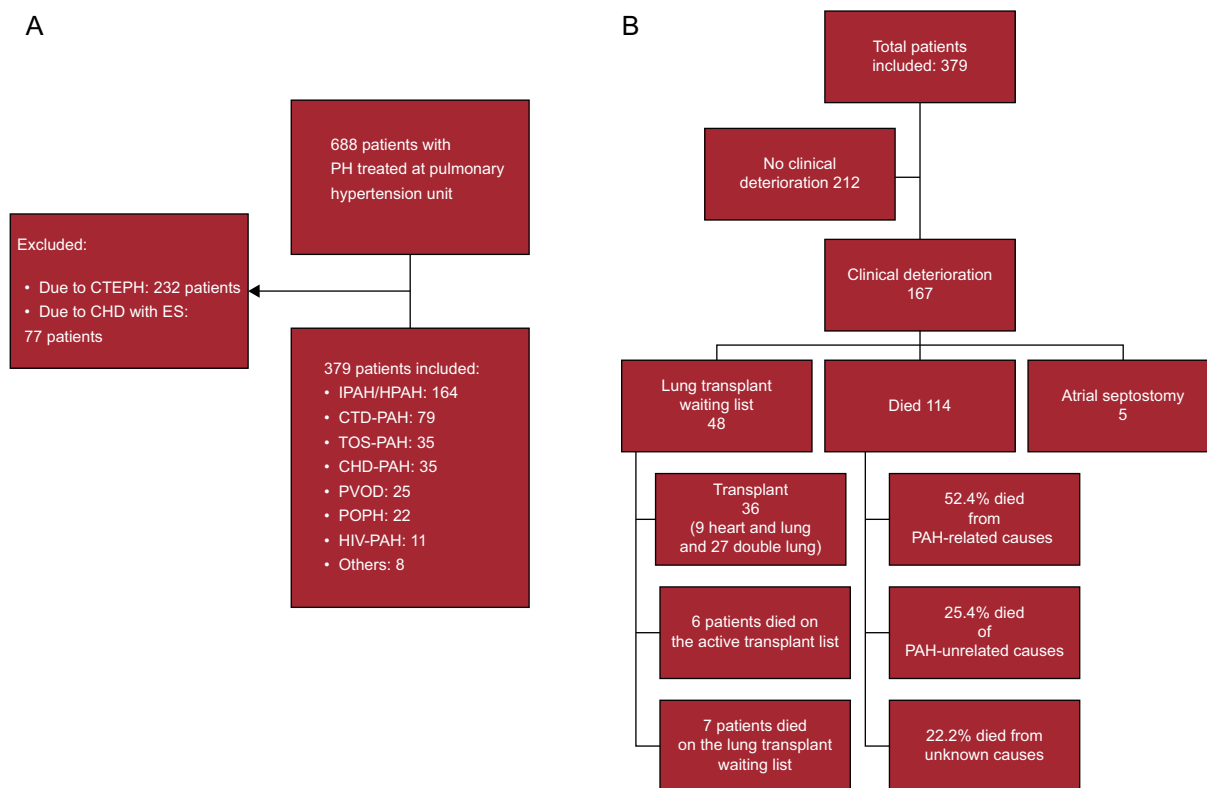 A
688 patients with
PH treated at pulmonary
hypertension unit
Excluded:
• Due to CTEPH: 232 patients
• Due to CHD with ES:
77 patients
379 patients included:
• IPAH/HPAH: 164
• CTD-PAH: 79
• TOS-PAH: 35
• CHD-PAH: 35
• PVOD: 25
• POPH: 22
• HIV-PAH: 11
• Others: 8
B
Total patients
included: 379
No clinical
deterioration 212
Clinical deterioration
167
Lung transplant
waiting list
48
Died 114
Atrial septostomy
5
Transplant
36
(9 heart and lung
and 27 double lung)
6 patients died on
the active transplant list
7 patients died
on the lung transplant
waiting list
52.4% died
from
PAH-related causes
25.4% died
of
PAH-unrelated causes
22.2% died from
unknown causes